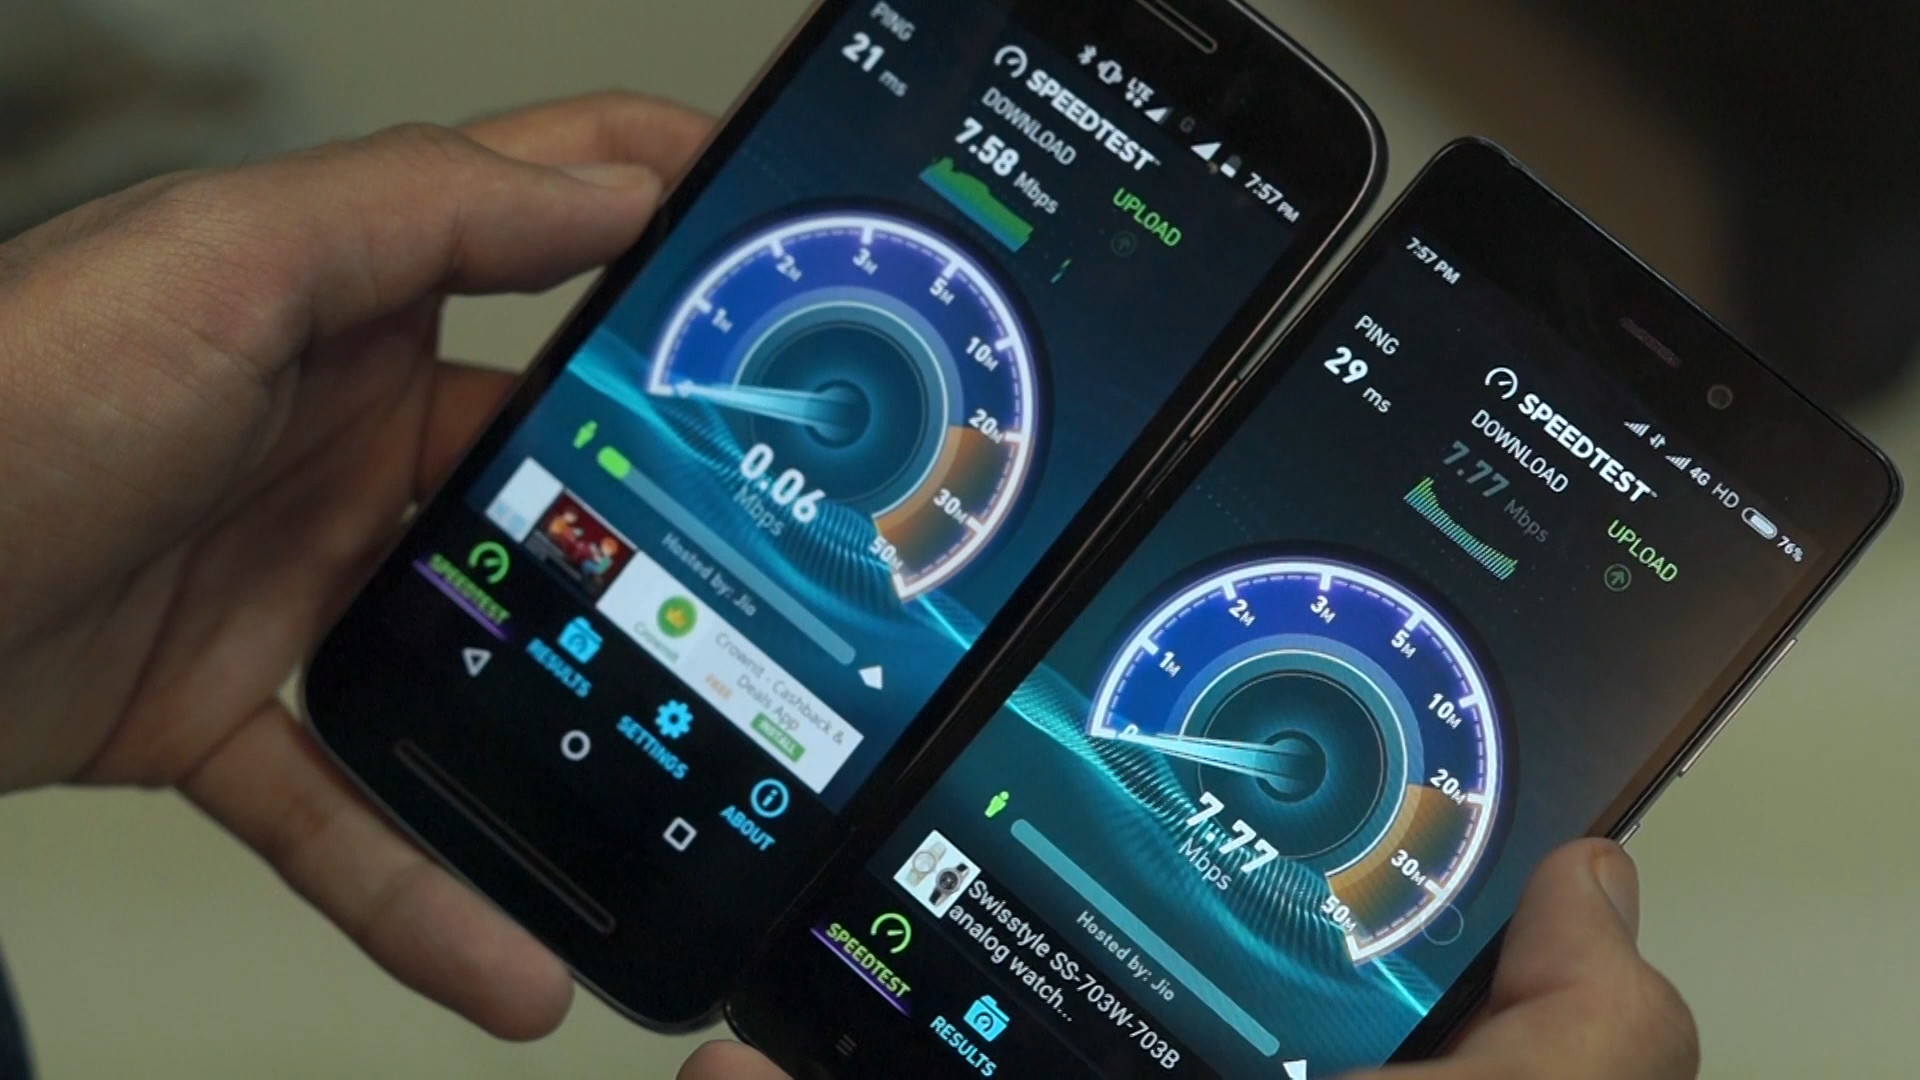 PING
21 ms
LTE
G
7:57 PM
SPEEDTEST
DOWNLOAD
7.58 Mbps
UPLOAD
1M
2M
3M
5M
10M
20M
30M
50M
0.06
Mbps
Hosted by: Jio
Crownit
Crownit - Cashback &
Deals App
FREE
INSTALL
SPEEDTEST
RESULTS
SETTINGS
ABOUT
7:57 PM
4G HD 76%
PING
29 ms
SPEEDTEST
DOWNLOAD
7.77 Mbps
UPLOAD
0
1M
2M
3M
5M
10M
20M
30M
50M
7.77
Mbps
Hosted by: Jio
Swisstyle SS-703W-703B
analog watch...
SPEEDTEST
RESULTS